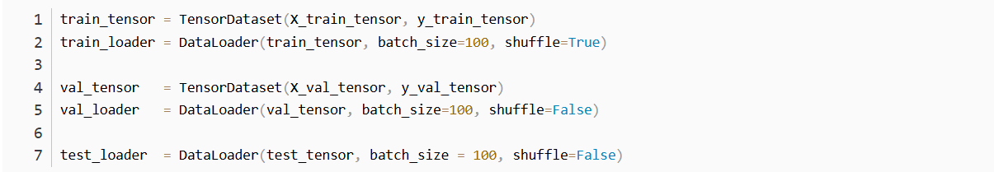 1 train_tensor = TensorDataset(X_train_tensor, y_train_tensor)
2 train_loader = DataLoader(train_tensor, batch_size=100, shuffle=True)
3
4 val_tensor   = TensorDataset(X_val_tensor, y_val_tensor)
5 val_loader   = DataLoader(val_tensor, batch_size=100, shuffle=False)
6
7 test_loader  = DataLoader(test_tensor, batch_size = 100, shuffle=False)